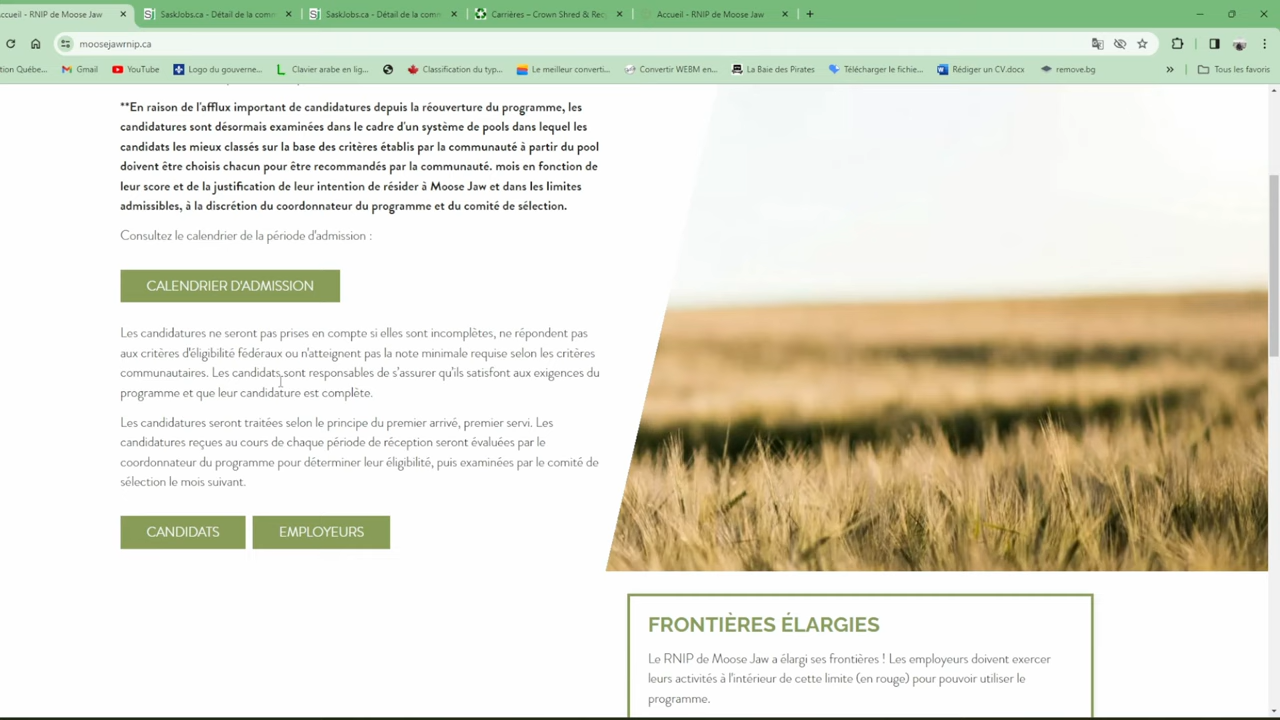 ccueil - RNIP de Moose Jaw
SaskJobs.ca - Détail de la com
SaskJobs.ca - Détail de la com
Carrières – Crown Shred & Rec
Accueil - RNIP de Moose Jaw
moosejawrnip.ca
tion Québe...
Gmail
YouTube
Logo du gouverne...
Clavier arabe en lig...
Classification du typ...
Le meilleur converti...
Convertir WEBM en...
La Baie des Pirates
Télécharger le fichie...
Rédiger un CV.docx
remove.bg
»
Tous les favoris
**En raison de l'afflux important de candidatures depuis la réouverture du programme, les
candidatures sont désormais examinées dans le cadre d'un système de pools dans lequel les
candidats les mieux classés sur la base des critères établis par la communauté à partir du pool
doivent être choisis chacun pour être recommandés par la communauté. mois en fonction de
leur score et de la justification de leur intention de résider à Moose Jaw et dans les limites
admissibles, à la discrétion du coordonnateur du programme et du comité de sélection.
Consultez le calendrier de la période d'admission :
CALENDRIER D'ADMISSION
Les candidatures ne seront pas prises en compte si elles sont incomplètes, ne répondent pas
aux critères d'éligibilité fédéraux ou n'atteignent pas la note minimale requise selon les critères
communautaires. Les candidats sont responsables de s'assurer qu'ils satisfont aux exigences du
programme et que leur candidature est complète.
Les candidatures seront traitées selon le principe du premier arrivé, premier servi. Les
candidatures reçues au cours de chaque période de réception seront évaluées par le
coordonnateur du programme pour déterminer leur éligibilité, puis examinées par le comité de
sélection le mois suivant.
CANDIDATS
EMPLOYEURS
FRONTIÈRES ÉLARGIES
Le RNIP de Moose Jaw a élargi ses frontières ! Les employeurs doivent exercer
leurs activités à l'intérieur de cette limite (en rouge) pour pouvoir utiliser le
programme.